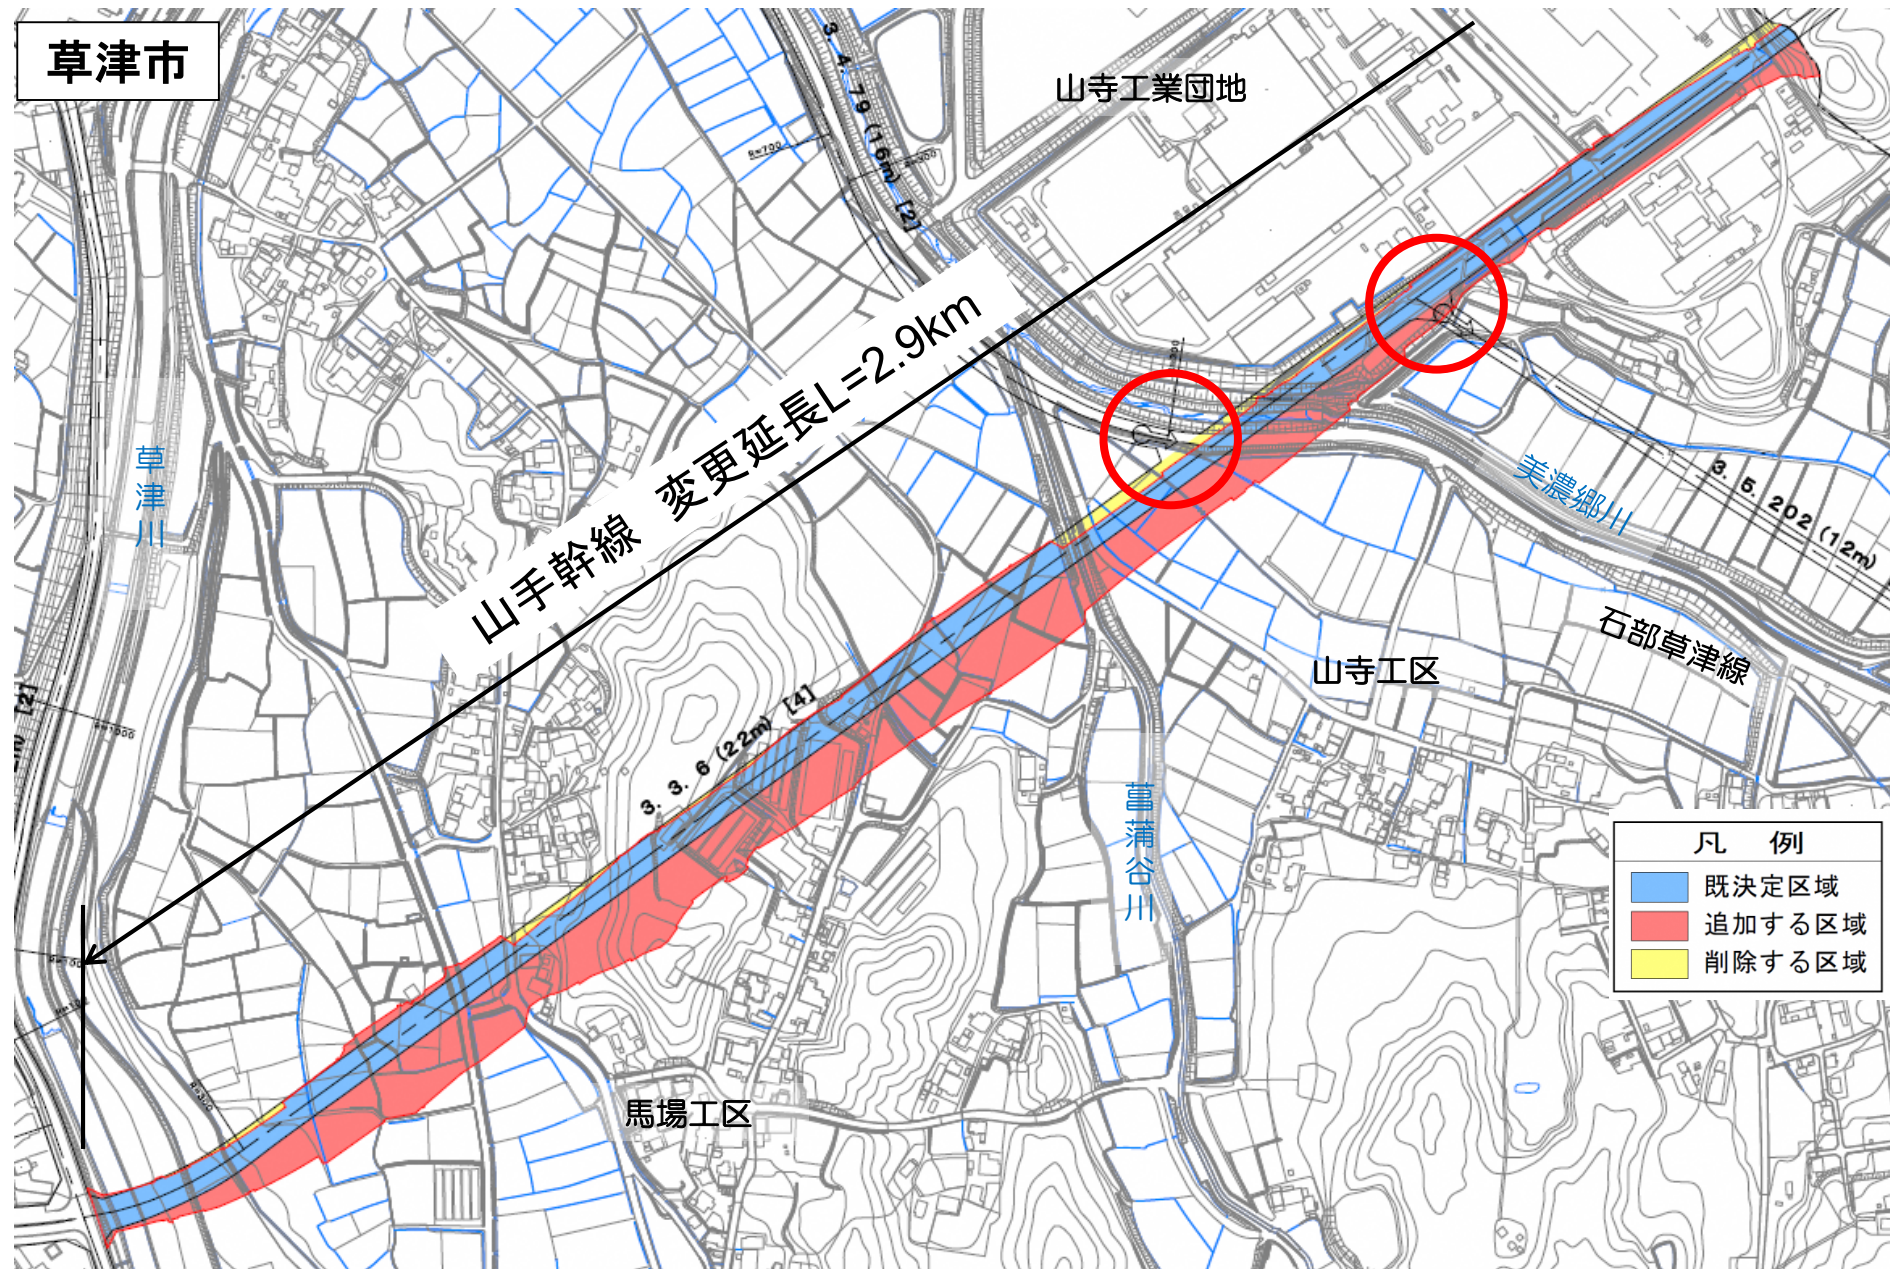 草津市
山寺工業団地
3.4.79(16m) [2]
R=700
R=300
山手幹線 変更延長L=2.9km
草津川
美濃郷川
3.5.202(12m)
石部草津線
山寺工区
R=1000
3.3.6(22m) [4]
菖蒲谷川
凡 例
既決定区域
追加する区域
削除する区域
R=300
馬場工区